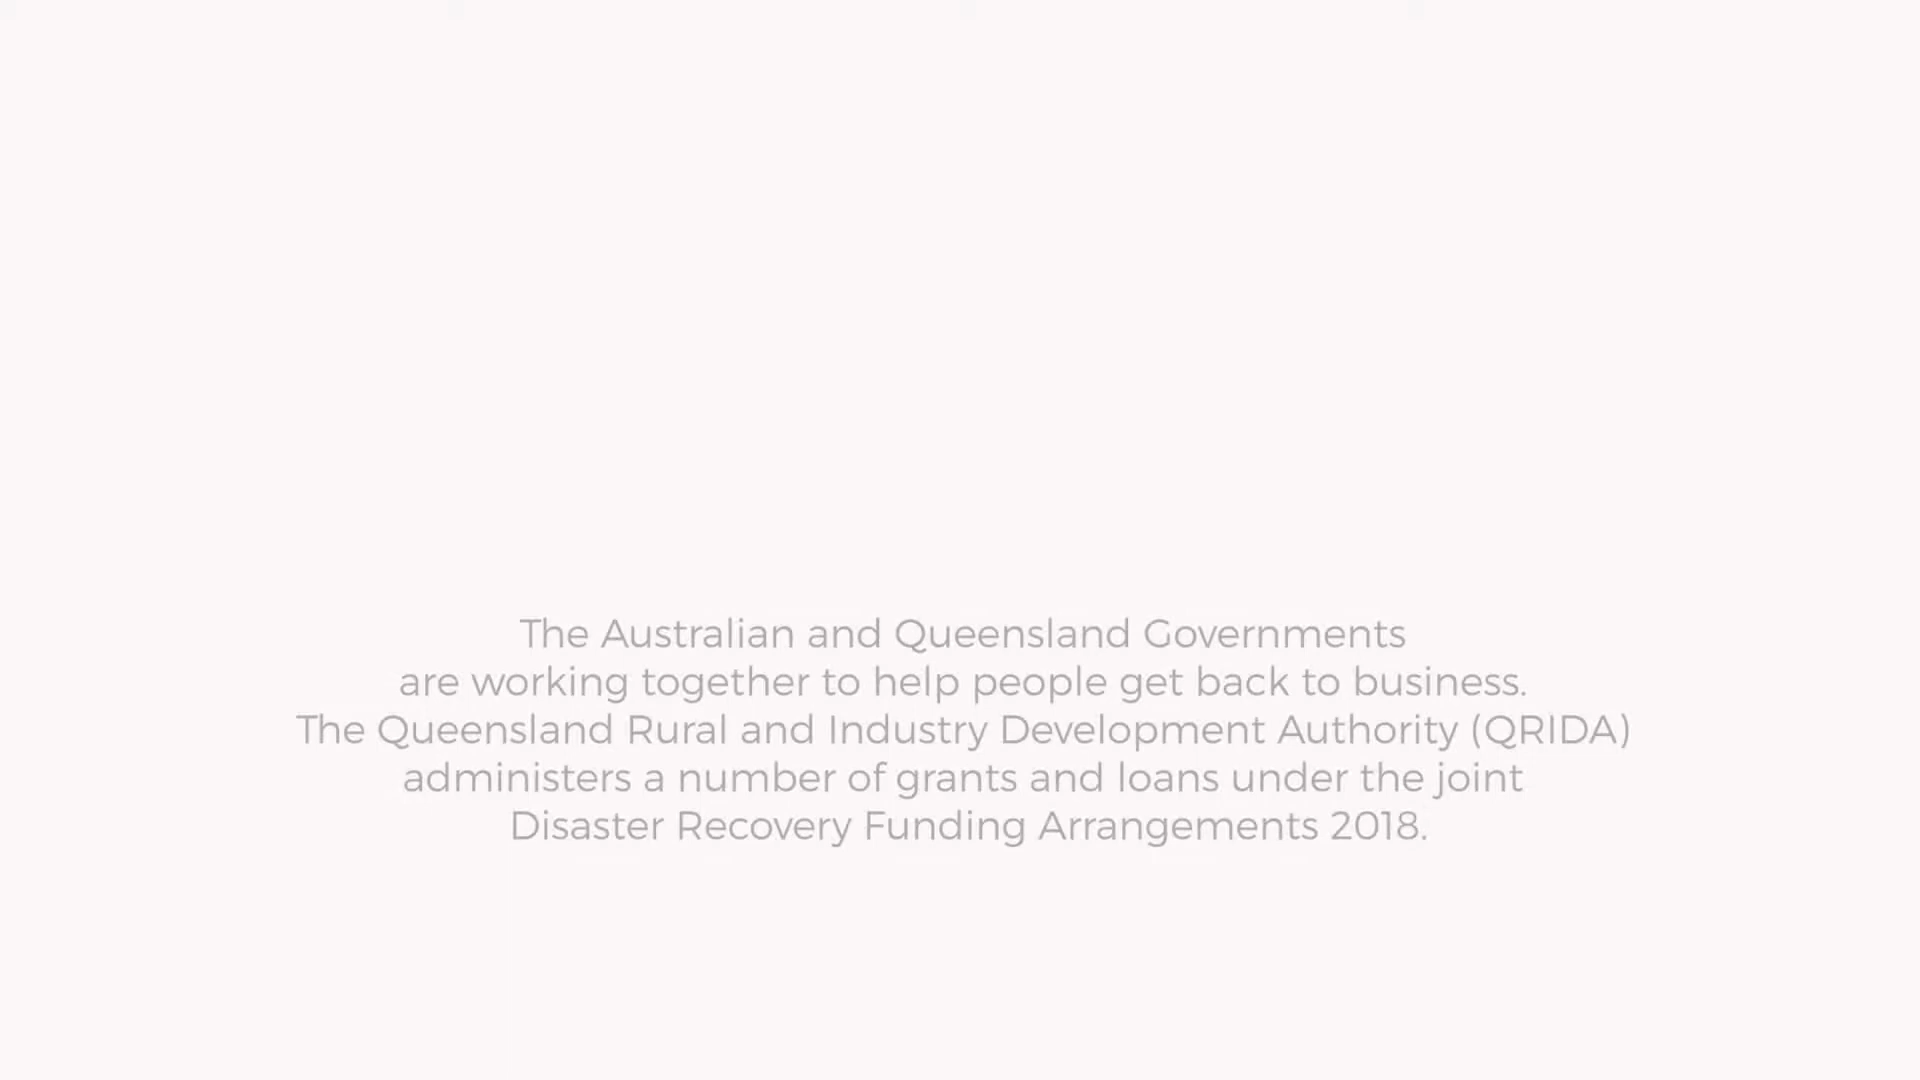 The Australian and Queensland Governments
are working together to help people get back to business.
The Queensland Rural and Industry Development Authority (QRIDA)
administers a number of grants and loans under the joint
Disaster Recovery Funding Arrangements 2018.